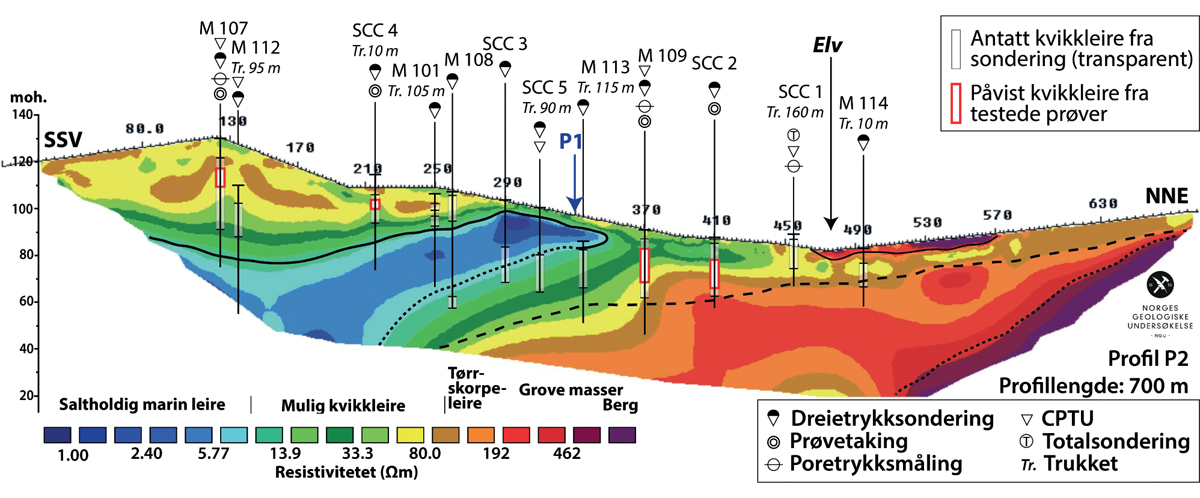 M 107
M 112
Tr. 95 m
SCC 4
Tr.10 m
M 101
Tr. 105 m
M 108
SCC 3
SCC 5
Tr. 90 m
M 113
Tr. 115 m
M 109
SCC 2
SCC 1
Tr. 160 m
Elv
M 114
Tr. 10 m
Antatt kvikkleire fra
sondering (transparent)
Påvist kvikkleire fra
testede prøver
moh.
140
120
100
80
60
40
20
SSV
NNE
P1
80.0
130
170
210
250
290
370
410
450
490
530
570
630
NORGES
GEOLOGISKE
UNDERSØKELSE
- NGU -
Profil P2
Profillengde: 700 m
Saltholdig marin leire
Mulig kvikkleire
Tørr-
skorpe-
leire
Grove masser
Berg
1.00
2.40
5.77
13.9
33.3
80.0
192
462
Resistivitetet (Ωm)
Dreietrykksondering
CPTU
Prøvetaking
Totalsondering
Poretrykksmåling
Tr. Trukket